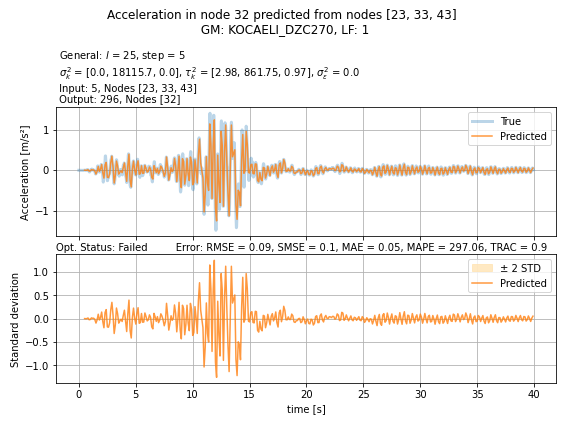 Acceleration in node 32 predicted from nodes [23, 33, 43]
GM: KOCAELI_DZC270, LF: 1
General: l = 25, step = 5
σ²ₖ = [0.0, 18115.7, 0.0], τ²ₖ = [2.98, 861.75, 0.97], σ²_ε = 0.0
Input: 5, Nodes [23, 33, 43]
Output: 296, Nodes [32]
True
Predicted
1
0
−1
Acceleration [m/s²]
Opt. Status: Failed Error: RMSE = 0.09, SMSE = 0.1, MAE = 0.05, MAPE = 297.06, TRAC = 0.9
± 2 STD
Predicted
1.0
0.5
0.0
−0.5
−1.0
Standard deviation
0 5 10 15 20 25 30 35 40
time [s]